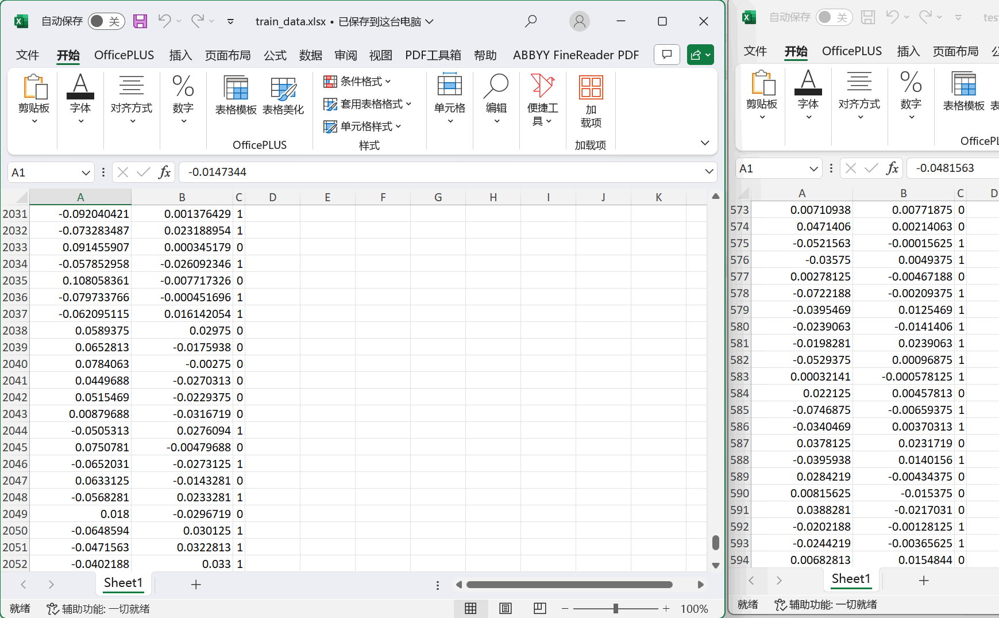 自动保存 关 train_data.xlsx • 已保存到这台电脑
文件 开始 OfficePLUS 插入 页面布局 公式 数据 审阅 视图 PDF工具箱 帮助 ABBYY FineReader PDF
剪贴板 字体 对齐方式 数字 表格模板 表格美化 条件格式 套用表格格式 单元格样式 单元格 编辑 便捷工具 加载项
OfficePLUS 样式 加载项
A1 fx -0.0147344
A B C D E F G H I J K
2031 -0.092040421 0.001376429 1
2032 -0.073283487 0.023188954 1
2033 0.091455907 0.000345179 0
2034 -0.057852958 -0.026092346 1
2035 0.108058361 -0.007717326 0
2036 -0.079733766 -0.000451696 1
2037 -0.062095115 0.016142054 1
2038 0.0589375 0.02975 0
2039 0.0652813 -0.0175938 0
2040 0.0784063 -0.00275 0
2041 0.0449688 -0.0270313 0
2042 0.0515469 -0.0229375 0
2043 0.00879688 -0.0316719 0
2044 -0.0505313 0.0276094 1
2045 0.0750781 -0.00479688 0
2046 -0.0652031 -0.0273125 1
2047 0.0633125 -0.0143281 0
2048 -0.0568281 0.0233281 1
2049 0.018 -0.0296719 0
2050 -0.0648594 0.030125 1
2051 -0.0471563 0.0322813 1
2052 -0.0402188 0.033 1
Sheet1
就绪 辅助功能: 一切就绪 100%
自动保存 关 tes
文件 开始 OfficePLUS 插入 页面布局
剪贴板 字体 对齐方式 数字 表格模板
OfficePL
A1 fx -0.0481563
A B C D
573 0.00710938 0.00771875 0
574 0.0471406 0.00214063 0
575 -0.0521563 -0.00015625 1
576 -0.03575 0.0049375 1
577 0.00278125 -0.00467188 0
578 -0.0722188 -0.00209375 1
579 -0.0395469 0.0125469 1
580 -0.0239063 -0.0141406 1
581 -0.0198281 0.0239063 1
582 -0.0529375 0.00096875 1
583 0.00032141 -0.000578125 1
584 0.022125 0.00457813 0
585 -0.0746875 -0.00659375 1
586 -0.0340469 0.00370313 1
587 0.0378125 0.0231719 0
588 -0.0395938 0.0140156 1
589 0.0284219 -0.00434375 0
590 0.00815625 -0.015375 0
591 0.0388281 -0.0217031 0
592 -0.0202188 -0.00128125 1
593 -0.0244219 -0.00365625 1
594 0.00682813 0.0154844 0
Sheet1
就绪 辅助功能: 一切就绪